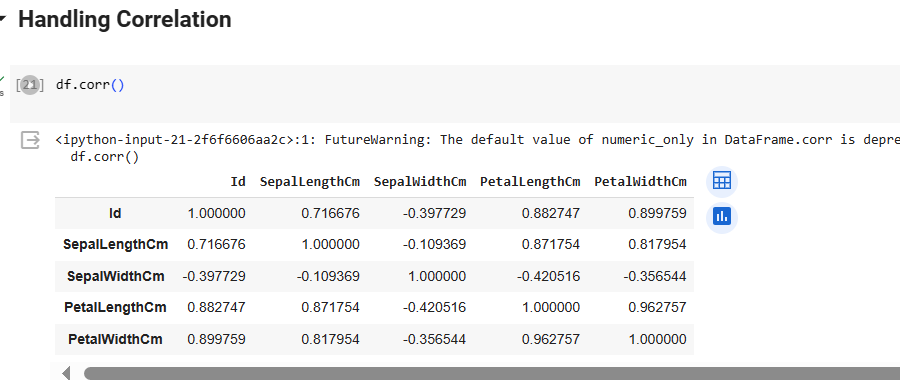 Handling Correlation
[21] df.corr()
<ipython-input-21-2f6f6606aa2c>:1: FutureWarning: The default value of numeric_only in DataFrame.corr is depre
df.corr()
Id SepalLengthCm SepalWidthCm PetalLengthCm PetalWidthCm
Id 1.000000 0.716676 -0.397729 0.882747 0.899759
SepalLengthCm 0.716676 1.000000 -0.109369 0.871754 0.817954
SepalWidthCm -0.397729 -0.109369 1.000000 -0.420516 -0.356544
PetalLengthCm 0.882747 0.871754 -0.420516 1.000000 0.962757
PetalWidthCm 0.899759 0.817954 -0.356544 0.962757 1.000000